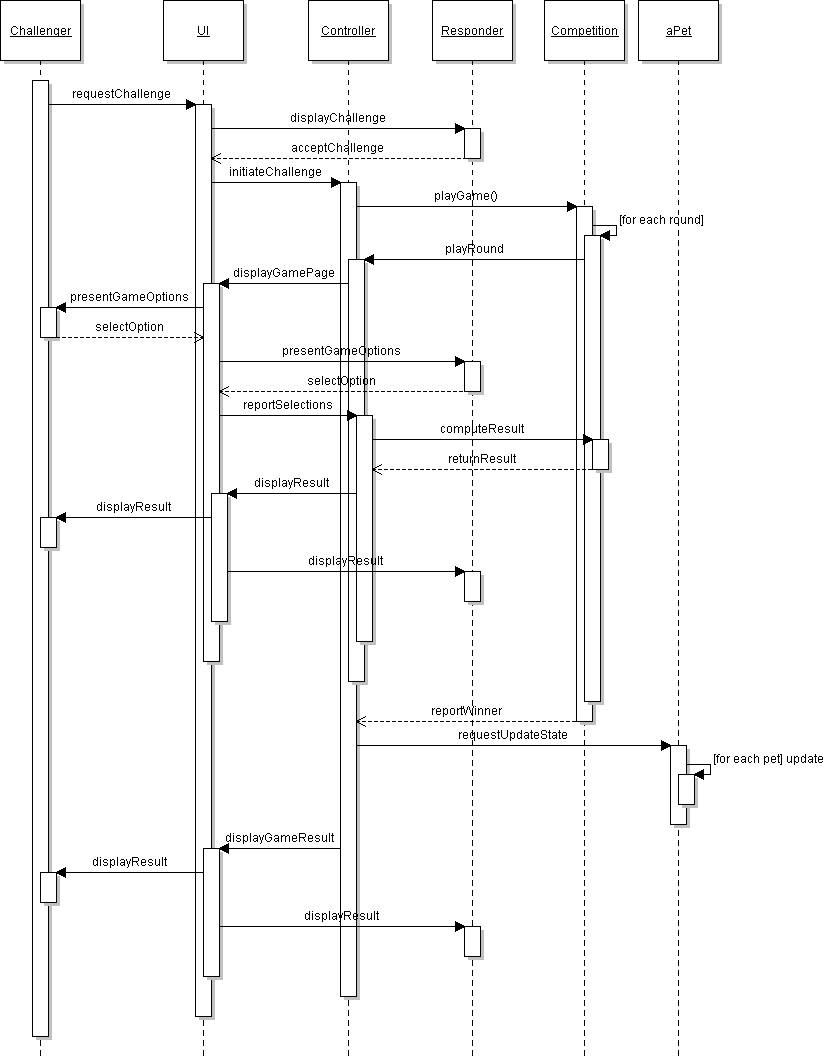 Challenger
UI
Controller
Responder
Competition
aPet
requestChallenge
displayChallenge
acceptChallenge
initiateChallenge
playGame()
[for each round]
playRound
displayGamePage
presentGameOptions
selectOption
presentGameOptions
selectOption
reportSelections
computeResult
returnResult
displayResult
displayResult
displayResult
reportWinner
requestUpdateState
[for each pet] update
displayGameResult
displayResult
displayResult